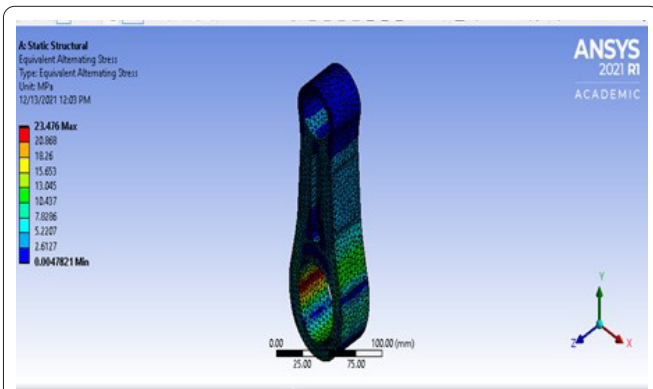 A: Static Structural
Equivalent Alternating Stress
Type: Equivalent Alternating Stress
Unit: MPa
12/13/2021 12:03 PM
23.476 Max
20.868
18.26
15.653
13.045
10.437
7.8286
5.2207
2.6127
0.0047821 Min
ANSYS
2021 R1
ACADEMIC
0.00
100.00 (mm)
25.00
75.00
Y
Z
X